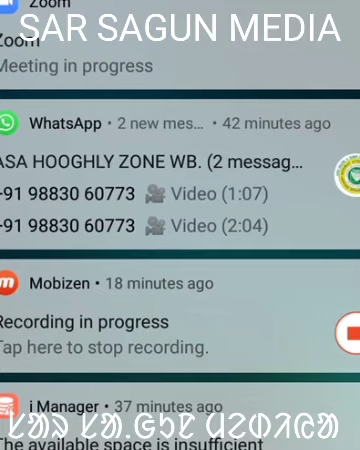 Zoom
SAR SAGUN MEDIA
Zoom
Meeting in progress
WhatsApp • 2 new mes... • 42 minutes ago
ASA HOOGHLY ZONE WB. (2 messag...
+91 98830 60773 🎥 Video (1:07)
+91 98830 60773 🎥 Video (2:04)
m Mobizen • 18 minutes ago
Recording in progress
Tap here to stop recording.
i Manager • 37 minutes ago
The available space is insufficient